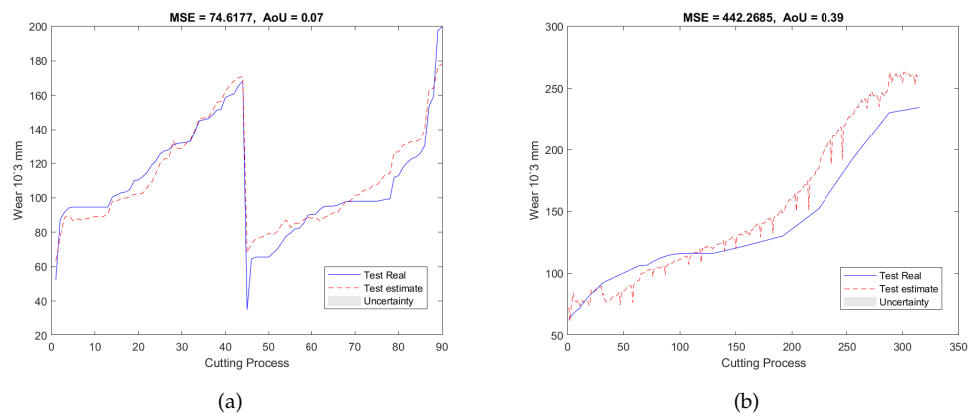 MSE = 74.6177, AoU = 0.07
200
180
160
140
120
100
80
60
40
20
Wear 10^3 mm
0 10 20 30 40 50 60 70 80 90
Cutting Process
Test Real
Test estimate
Uncertainty
(a)
MSE = 442.2685, AoU = 0.39
300
250
200
150
100
50
Wear 10^3 mm
0 50 100 150 200 250 300 350
Cutting Process
Test Real
Test estimate
Uncertainty
(b)